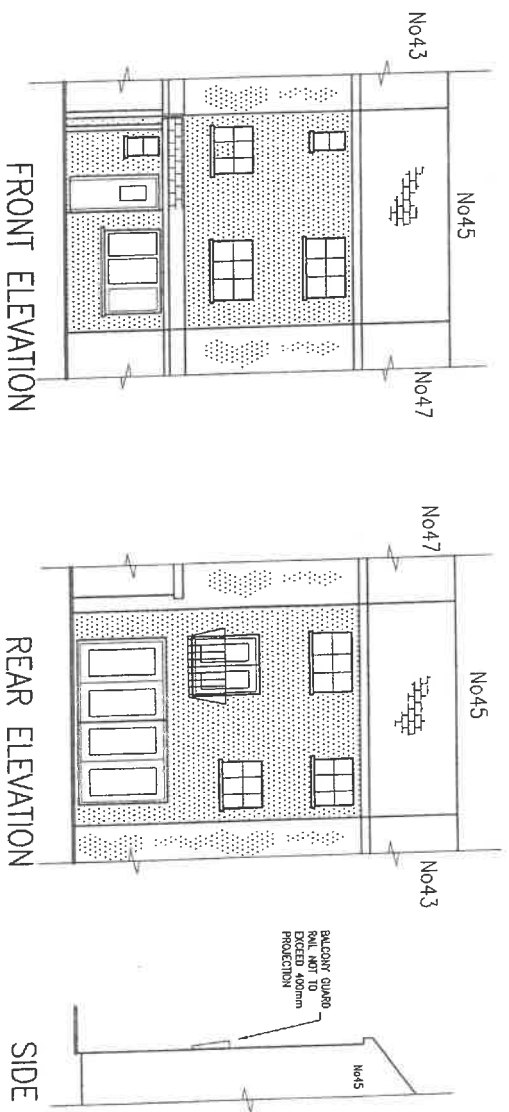 No43
No45
No47
FRONT ELEVATION
No47
No45
No43
REAR ELEVATION
BALCONY GUARD
RAIL NOT TO
EXCEED 400mm
PROJECTION
No45
SIDE